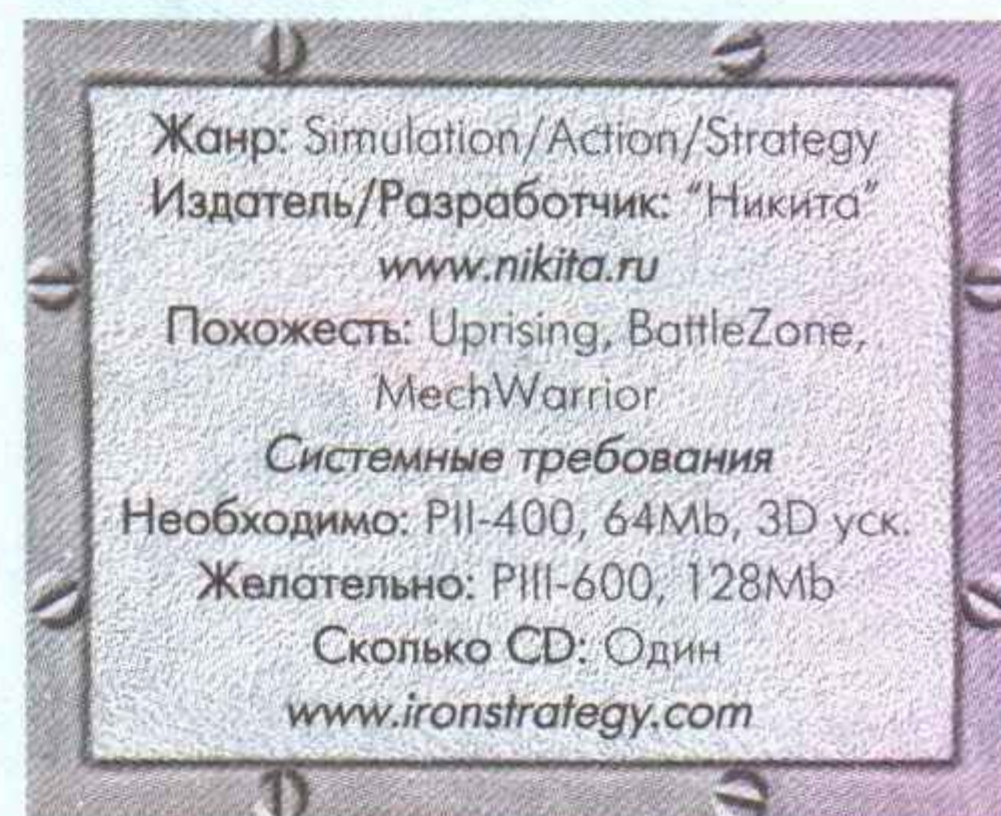 Жанр: Simulation/Action/Strategy
Издатель/Разработчик: "Никита"
www.nikita.ru
Похожесть: Uprising, BattleZone,
MechWarrior
Системные требования
Необходимо: PII-400, 64Mb, 3D уск.
Желательно: PIII-600, 128Mb
Сколько CD: Один
www.ironstrategy.com